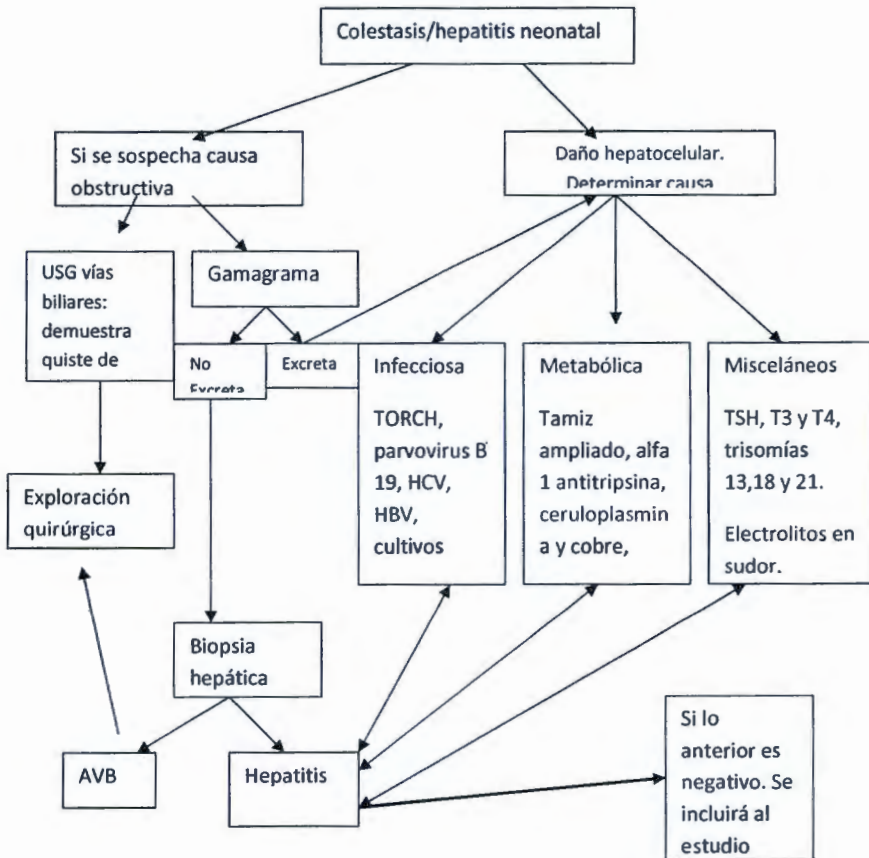 Colestasis/hepatitis neonatal
Si se sospecha causa
obstructiva
Daño hepatocelular.
Determinar causa
USG vías
biliares:
demuestra
quiste de
Gamagrama
No
Excreta
Excreta
Infecciosa
TORCH,
parvovirus B
19, HCV,
HBV,
cultivos
Metabólica
Tamiz
ampliado, alfa
1 antitripsina,
ceruloplasmin
a y cobre,
Misceláneos
TSH, T3 y T4,
trisomías
13,18 y 21.
Electrolitos en
sudor.
Exploración
quirúrgica
Biopsia
hepática
AVB
Hepatitis
Si lo
anterior es
negativo. Se
incluirá al
estudio